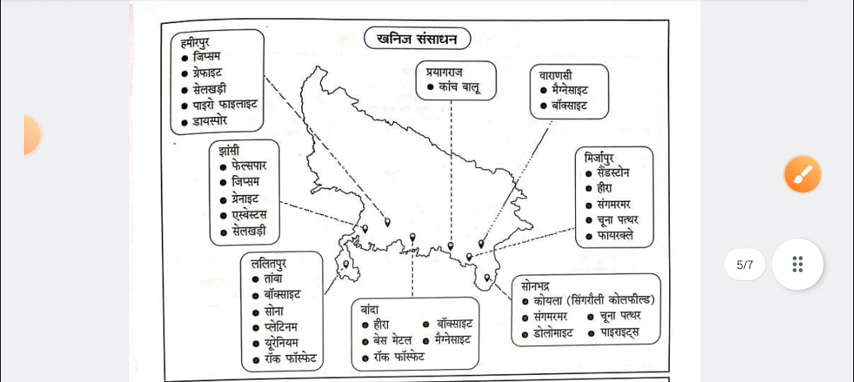 खनिज संसाधन
हमीरपुर
जिप्सम
ग्रेफाइट
सेलखड़ी
पाइरो फाइलाइट
डायस्पोर
प्रयागराज
कांच बालू
वाराणसी
मैग्नेसाइट
बॉक्साइट
झांसी
फेल्सपार
जिप्सम
ग्रेनाइट
एस्बेस्टस
सेलखड़ी
मिर्जापुर
सैंडस्टोन
हीरा
संगमरमर
चूना पत्थर
फायरक्ले
ललितपुर
तांबा
बॉक्साइट
सोना
प्लेटिनम
यूरेनियम
रॉक फॉस्फेट
बांदा
हीरा बॉक्साइट
बेस मेटल मैग्नेसाइट
रॉक फॉस्फेट
सोनभद्र
कोयला (सिंगरौली कोलफील्ड)
संगमरमर चूना पत्थर
डोलोमाइट पाइराइट्स
5/7